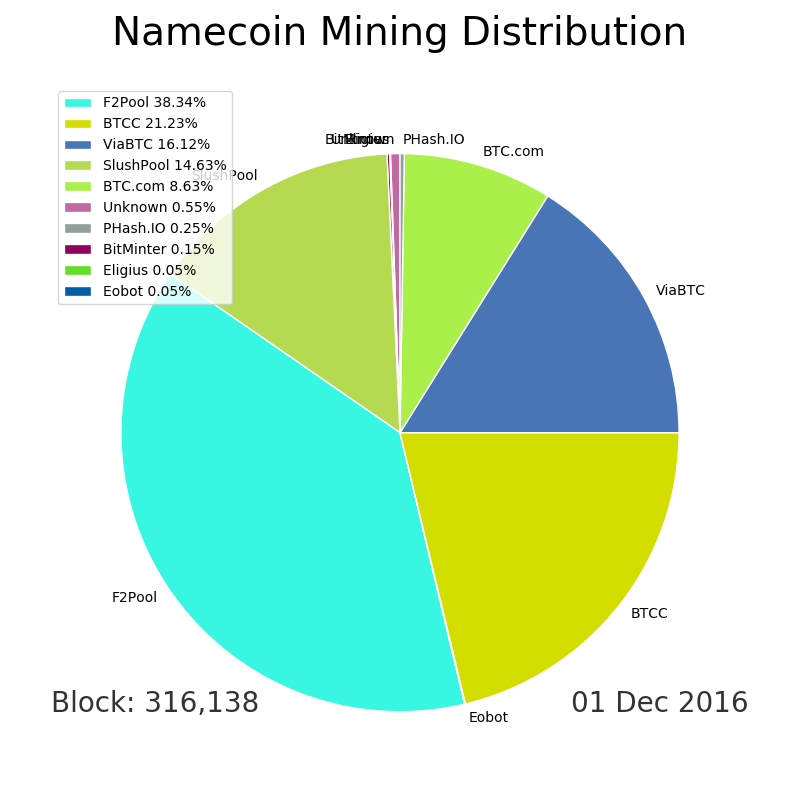 Namecoin Mining Distribution
F2Pool 38.34%
BTCC 21.23%
ViaBTC 16.12%
SlushPool 14.63%
BTC.com 8.63%
Unknown 0.55%
PHash.IO 0.25%
BitMinter 0.15%
Eligius 0.05%
Eobot 0.05%
PHash.IO
BTC.com
SlushPool
ViaBTC
F2Pool
BTCC
Block: 316,138
01 Dec 2016
Eobot